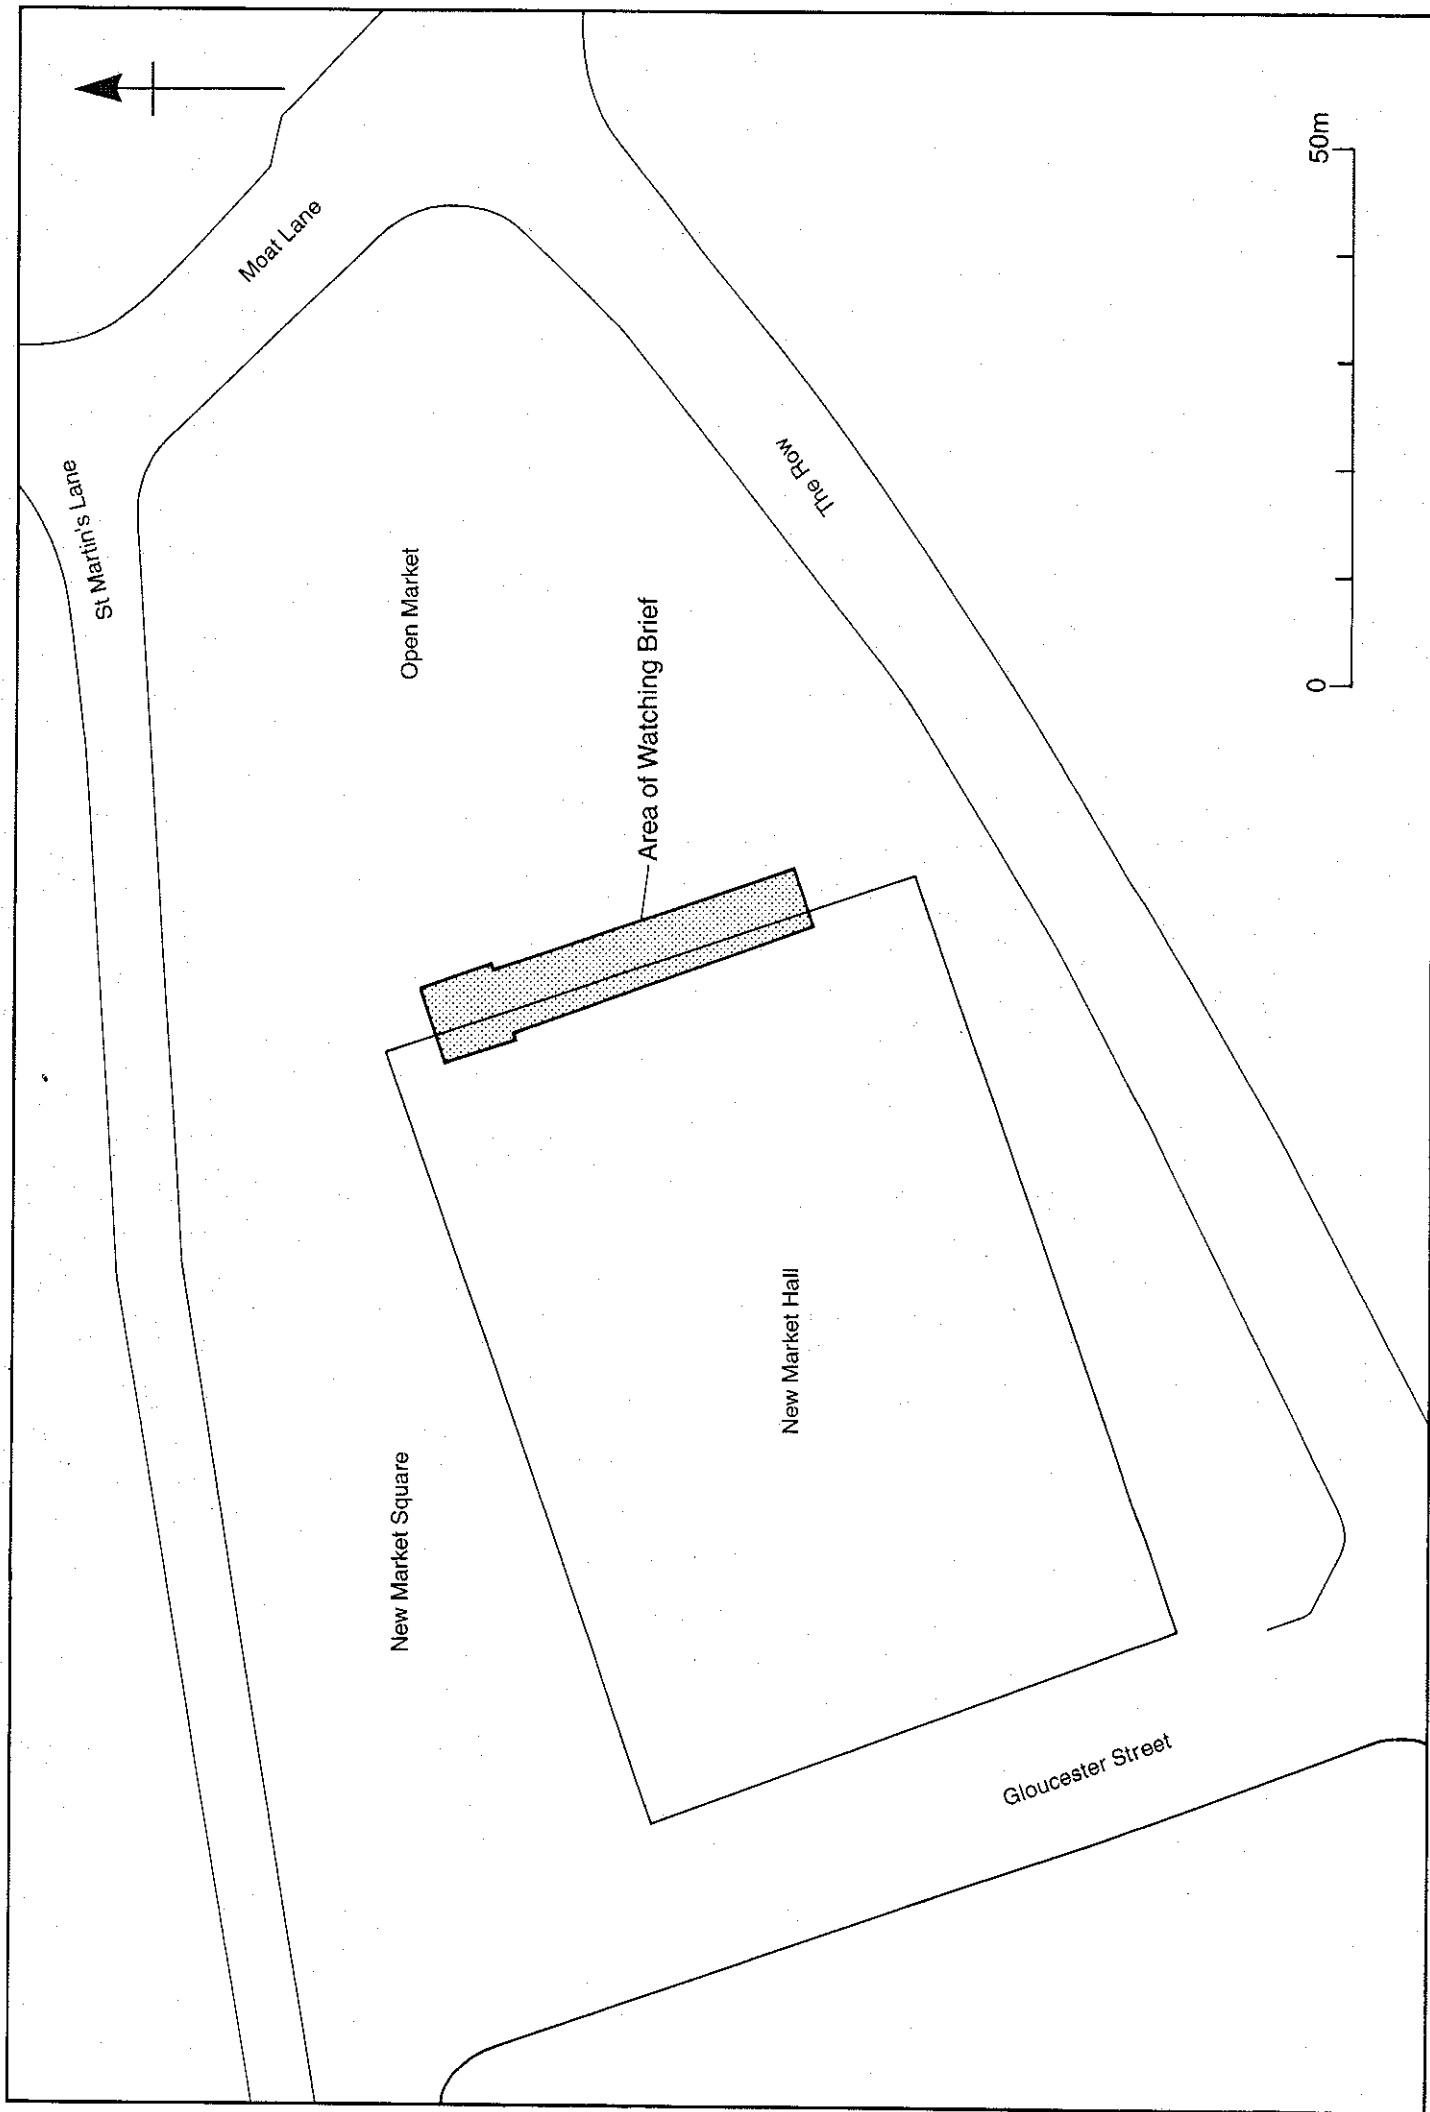 St Martin's Lane
Moat Lane
Open Market
New Market Square
Area of Watching Brief
The Row
New Market Hall
Gloucester Street
0
50m